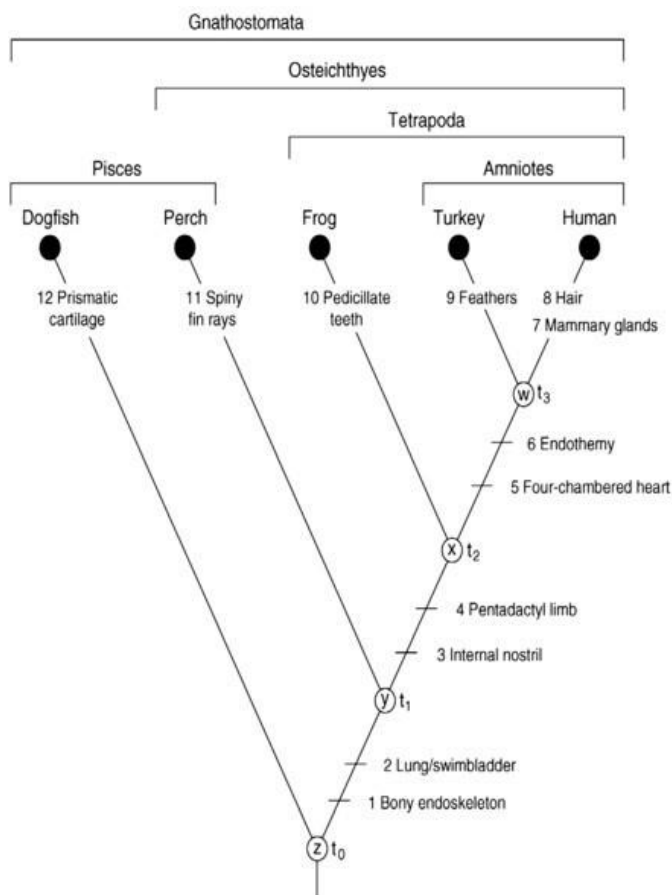 Gnathostomata
Osteichthyes
Tetrapoda
Pisces
Amniotes
Dogfish
Perch
Frog
Turkey
Human
12 Prismatic
cartilage
11 Spiny
fin rays
10 Pedicillate
teeth
9 Feathers
8 Hair
7 Mammary glands
w t3
6 Endothemy
5 Four-chambered heart
x t2
4 Pentadactyl limb
3 Internal nostril
y t1
2 Lung/swimbladder
1 Bony endoskeleton
z t0